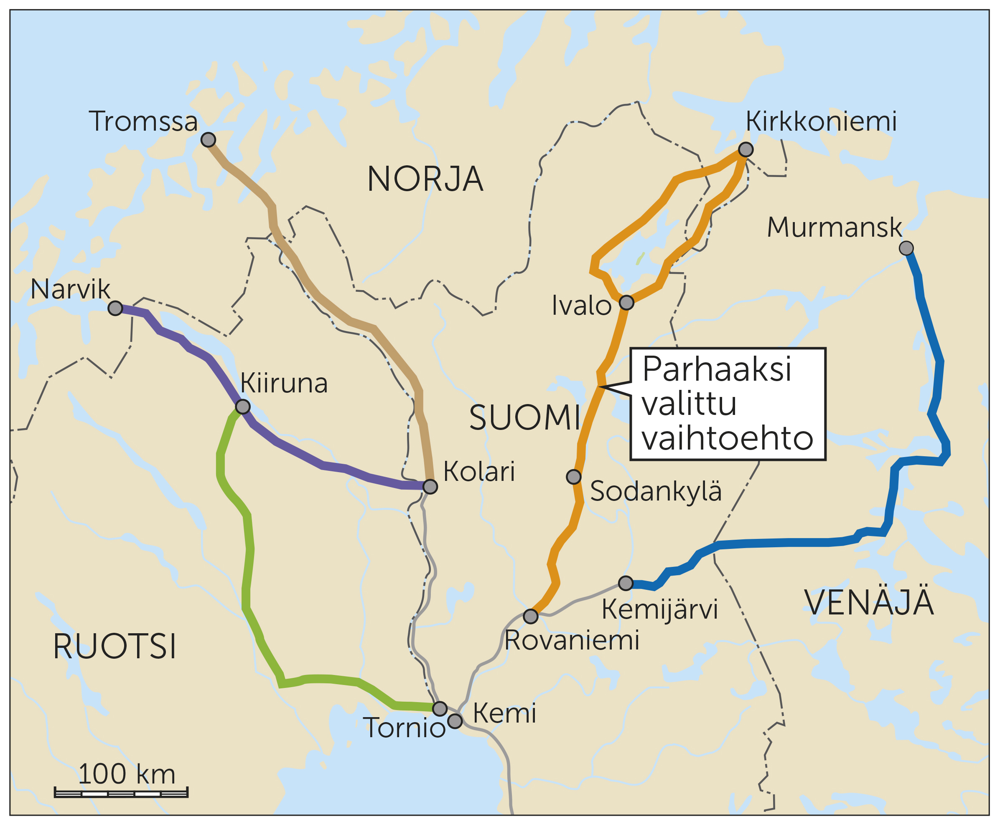 Tromssa
Kirkkoniemi
NORJA
Murmansk
Narvik
Ivalo
Kiiruna
Parhaaksi
valittu
vaihtoehto
SUOMI
Kolari
Sodankylä
VENÄJÄ
Kemijärvi
Rovaniemi
RUOTSI
Kemi
Tornio
100 km